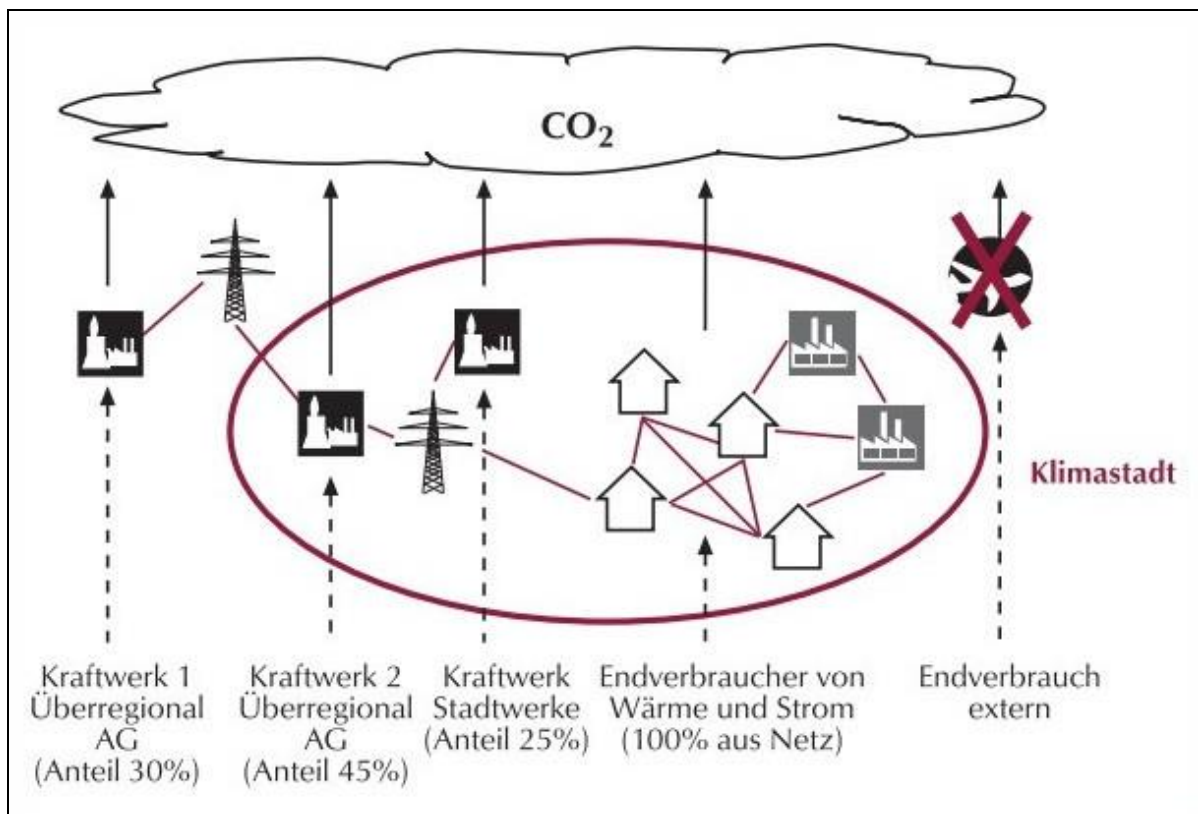 CO₂
Klimastadt
Kraftwerk 1
Überregional
AG
(Anteil 30%)
Kraftwerk 2
Überregional
AG
(Anteil 45%)
Kraftwerk
Stadtwerke
(Anteil 25%)
Endverbraucher von
Wärme und Strom
(100% aus Netz)
Endverbrauch
extern